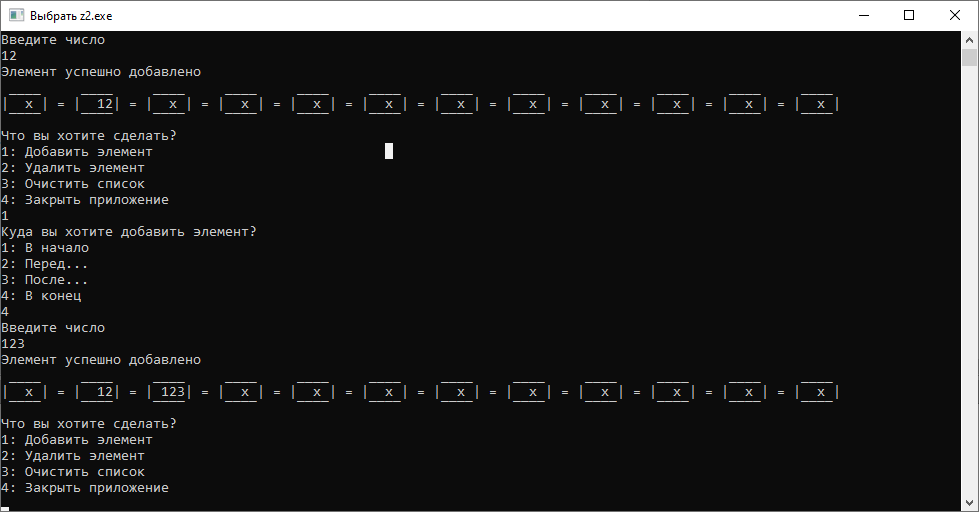 Выбрать z2.exe
Введите число
12
Элемент успешно добавлено
|  x | = |  12| = |  x | = |  x | = |  x | = |  x | = |  x | = |  x | = |  x | = |  x | = |  x | = |  x |
Что вы хотите сделать?
1: Добавить элемент
2: Удалить элемент
3: Очистить список
4: Закрыть приложение
1
Куда вы хотите добавить элемент?
1: В начало
2: Перед...
3: После...
4: В конец
4
Введите число
123
Элемент успешно добавлено
|  x | = |  12| = | 123| = |  x | = |  x | = |  x | = |  x | = |  x | = |  x | = |  x | = |  x | = |  x |
Что вы хотите сделать?
1: Добавить элемент
2: Удалить элемент
3: Очистить список
4: Закрыть приложение